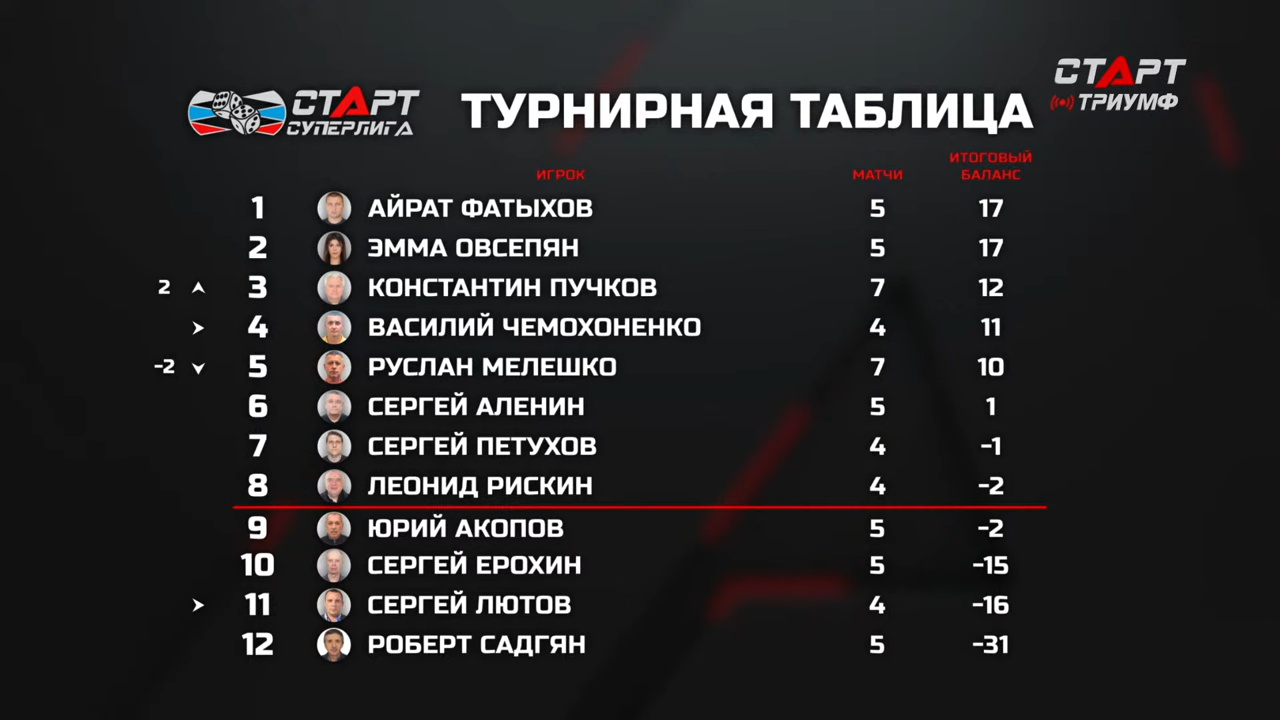 СТАРТ
СУПЕРЛИГА
ТУРНИРНАЯ ТАБЛИЦА
СТАРТ
ТРИУМФ
ИГРОК МАТЧИ ИТОГОВЫЙ БАЛАНС
1 АЙРАТ ФАТЫХОВ 5 17
2 ЭММА ОВСЕПЯН 5 17
2 3 КОНСТАНТИН ПУЧКОВ 7 12
4 ВАСИЛИЙ ЧЕМОХОНЕНКО 4 11
-2 5 РУСЛАН МЕЛЕШКО 7 10
6 СЕРГЕЙ АЛЕНИН 5 1
7 СЕРГЕЙ ПЕТУХОВ 4 -1
8 ЛЕОНИД РИСКИН 4 -2
9 ЮРИЙ АКОПОВ 5 -2
10 СЕРГЕЙ ЕРОХИН 5 -15
11 СЕРГЕЙ ЛЮТОВ 4 -16
12 РОБЕРТ САДГЯН 5 -31